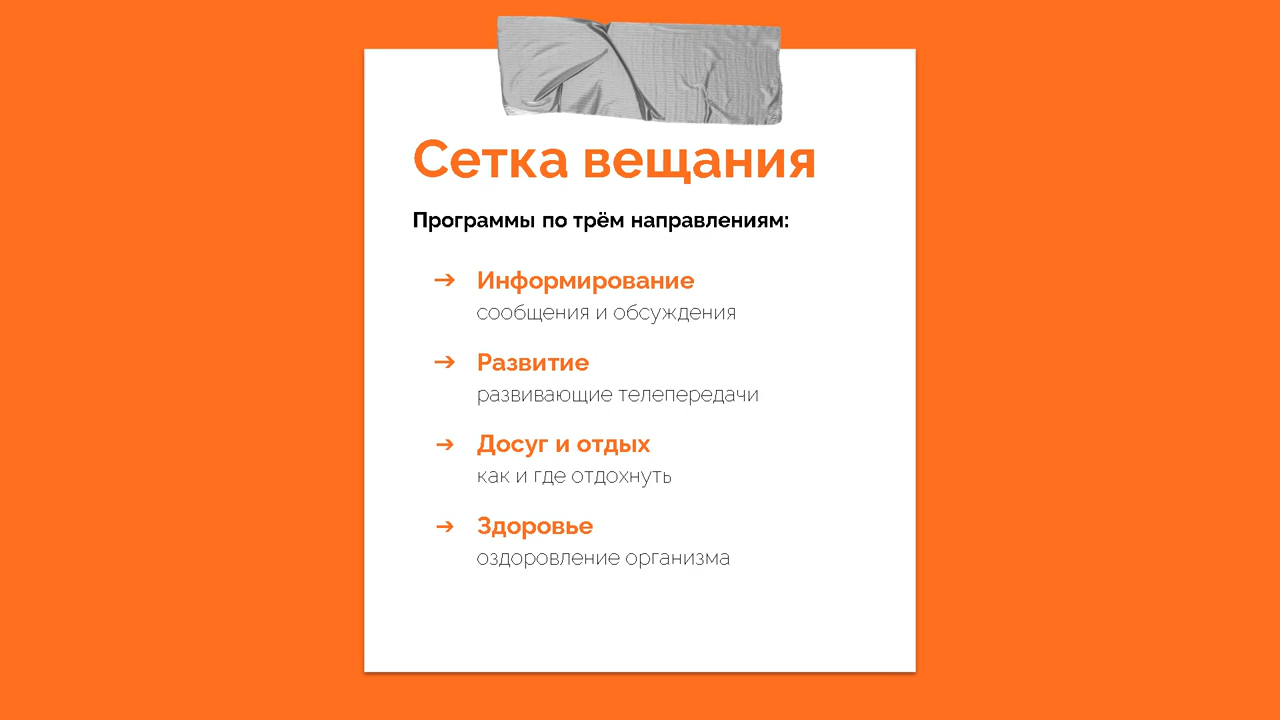 Сетка вещания
Программы по трём направлениям:
➔ Информирование
сообщения и обсуждения
➔ Развитие
развивающие телепередачи
➔ Досуг и отдых
как и где отдохнуть
➔ Здоровье
оздоровление организма